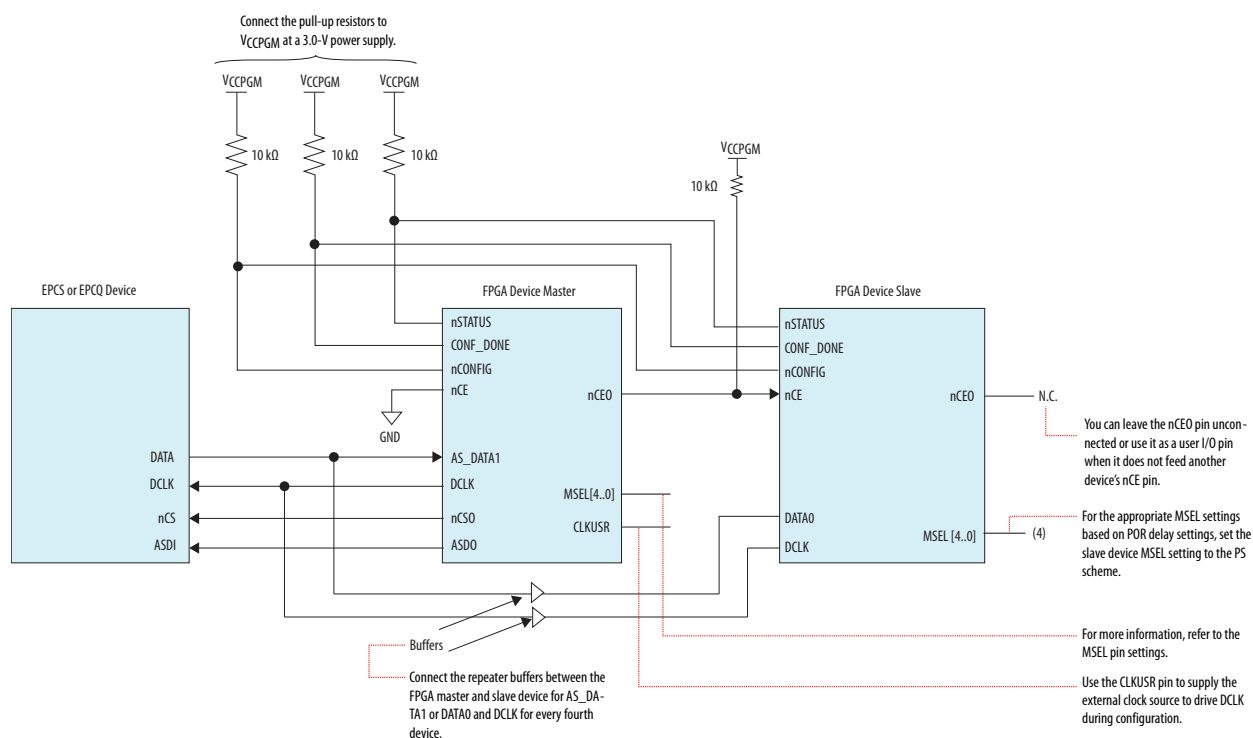 Connect the pull-up resistors to
VCCPGM at a 3.0-V power supply.
VCCPGM
VCCPGM
VCCPGM
10 kΩ
10 kΩ
10 kΩ
VCCPGM
10 kΩ
EPCS or EPCQ Device
FPGA Device Master
FPGA Device Slave
nSTATUS
CONF_DONE
nCONFIG
nCE
nCEO
GND
nSTATUS
CONF_DONE
nCONFIG
nCE
nCEO
N.C.
You can leave the nCEO pin uncon-
nected or use it as a user I/O pin
when it does not feed another
device's nCE pin.
DATA
DCLK
nCS
ASDI
AS_DATA1
DCLK
nCSO
ASDO
MSEL[4..0]
CLKUSR
DATA0
DCLK
MSEL [4..0]
(4)
For the appropriate MSEL settings
based on POR delay settings, set the
slave device MSEL setting to the PS
scheme.
Buffers
Connect the repeater buffers between the
FPGA master and slave device for AS_DA-
TA1 or DATA0 and DCLK for every fourth
device.
For more information, refer to the
MSEL pin settings.
Use the CLKUSR pin to supply the
external clock source to drive DCLK
during configuration.